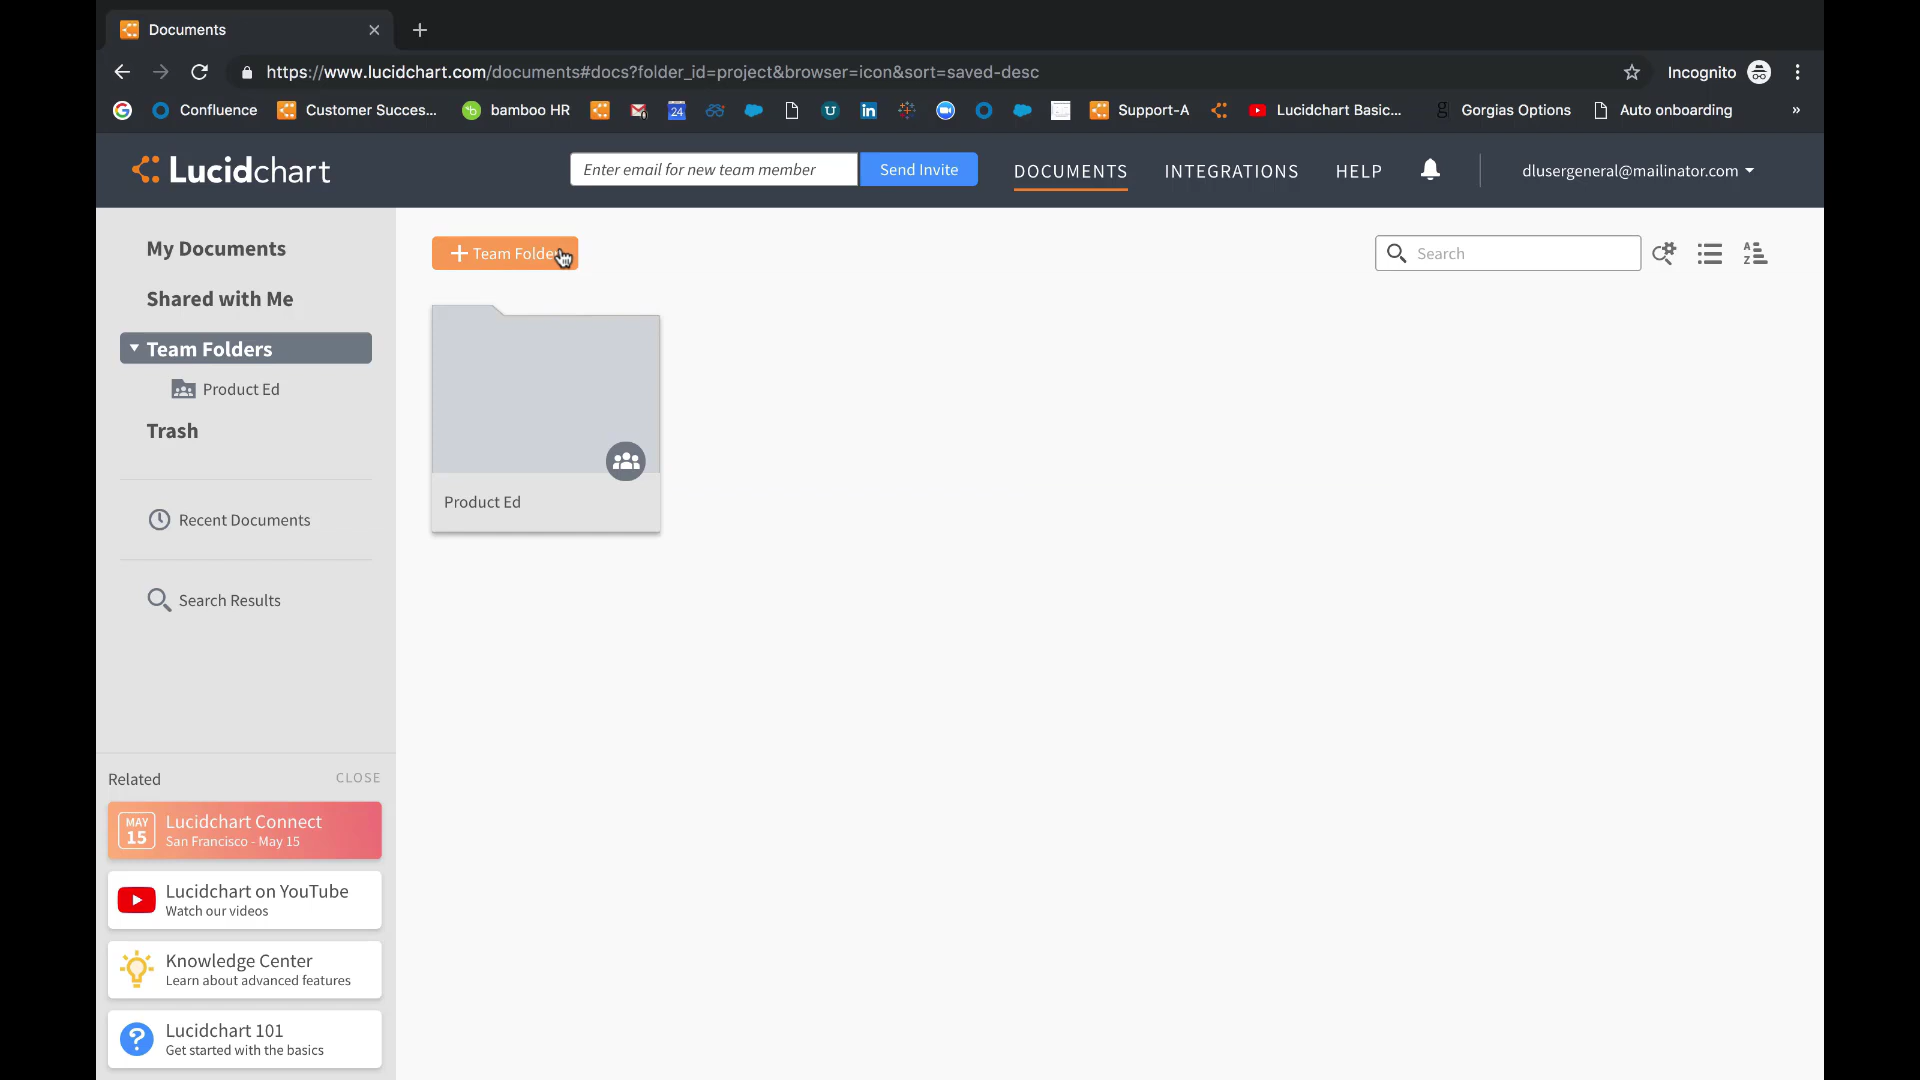 Documents
https://www.lucidchart.com/documents#docs?folder_id=project&browser=icon&sort=saved-desc
Incognito
Confluence
Customer Succes...
bamboo HR
24
Support-A
Lucidchart Basic...
Gorgias Options
Auto onboarding
»
Lucidchart
Enter email for new team member
Send Invite
DOCUMENTS
INTEGRATIONS
HELP
dlusergeneral@mailinator.com
My Documents
Shared with Me
Team Folders
Product Ed
Trash
Recent Documents
Search Results
+ Team Folde
Search
A
Z
Product Ed
Related
CLOSE
MAY
15
Lucidchart Connect
San Francisco - May 15
Lucidchart on YouTube
Watch our videos
Knowledge Center
Learn about advanced features
?
Lucidchart 101
Get started with the basics